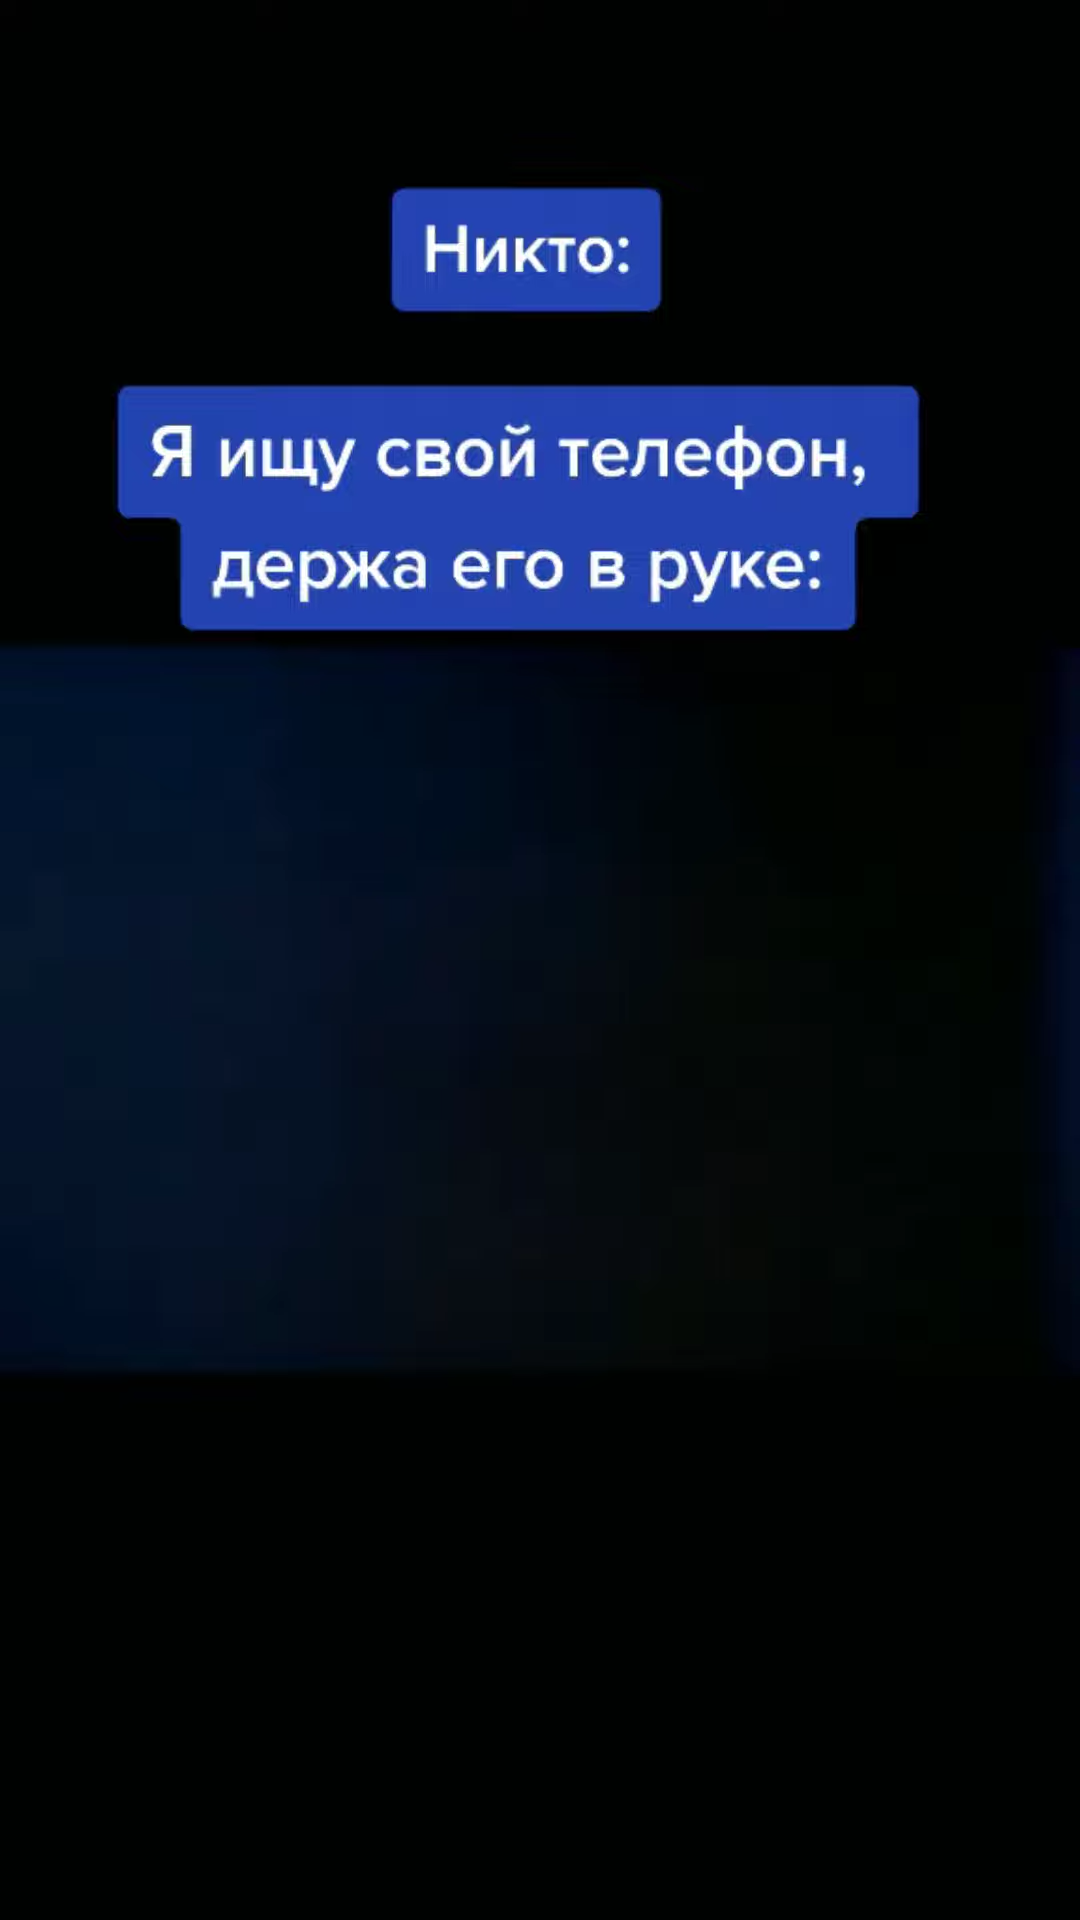 Никто:
Я ищу свой телефон,
держа его в руке: